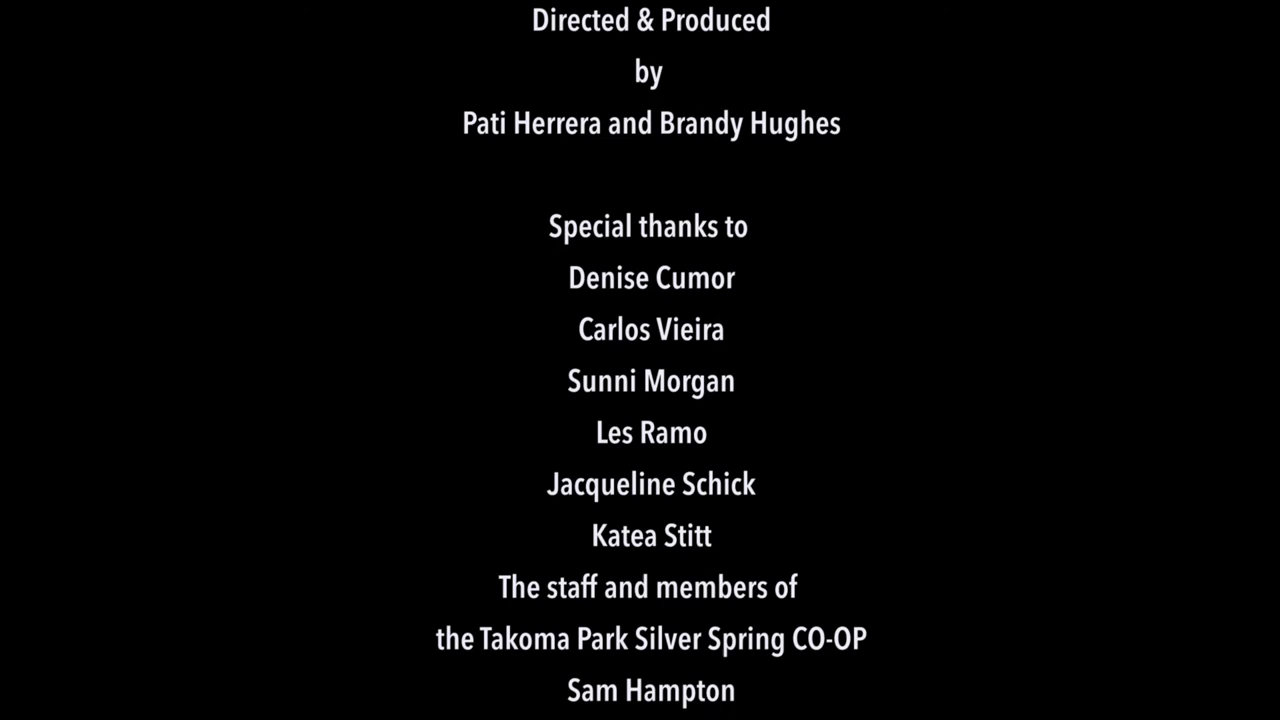 Directed & Produced
by
Pati Herrera and Brandy Hughes
Special thanks to
Denise Cumor
Carlos Vieira
Sunni Morgan
Les Ramo
Jacqueline Schick
Katea Stitt
The staff and members of
the Takoma Park Silver Spring CO-OP
Sam Hampton